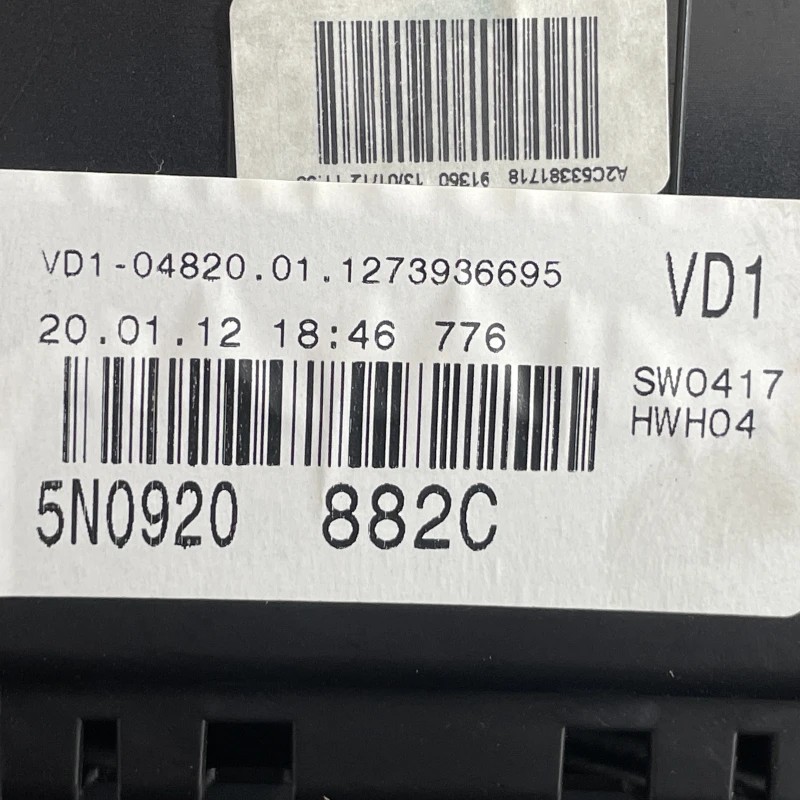 A2C53381718 91360 13/01/12
VD1-04820.01.1273936695
VD1
20.01.12 18:46 776
SW0417
HWH04
5N0920 882C